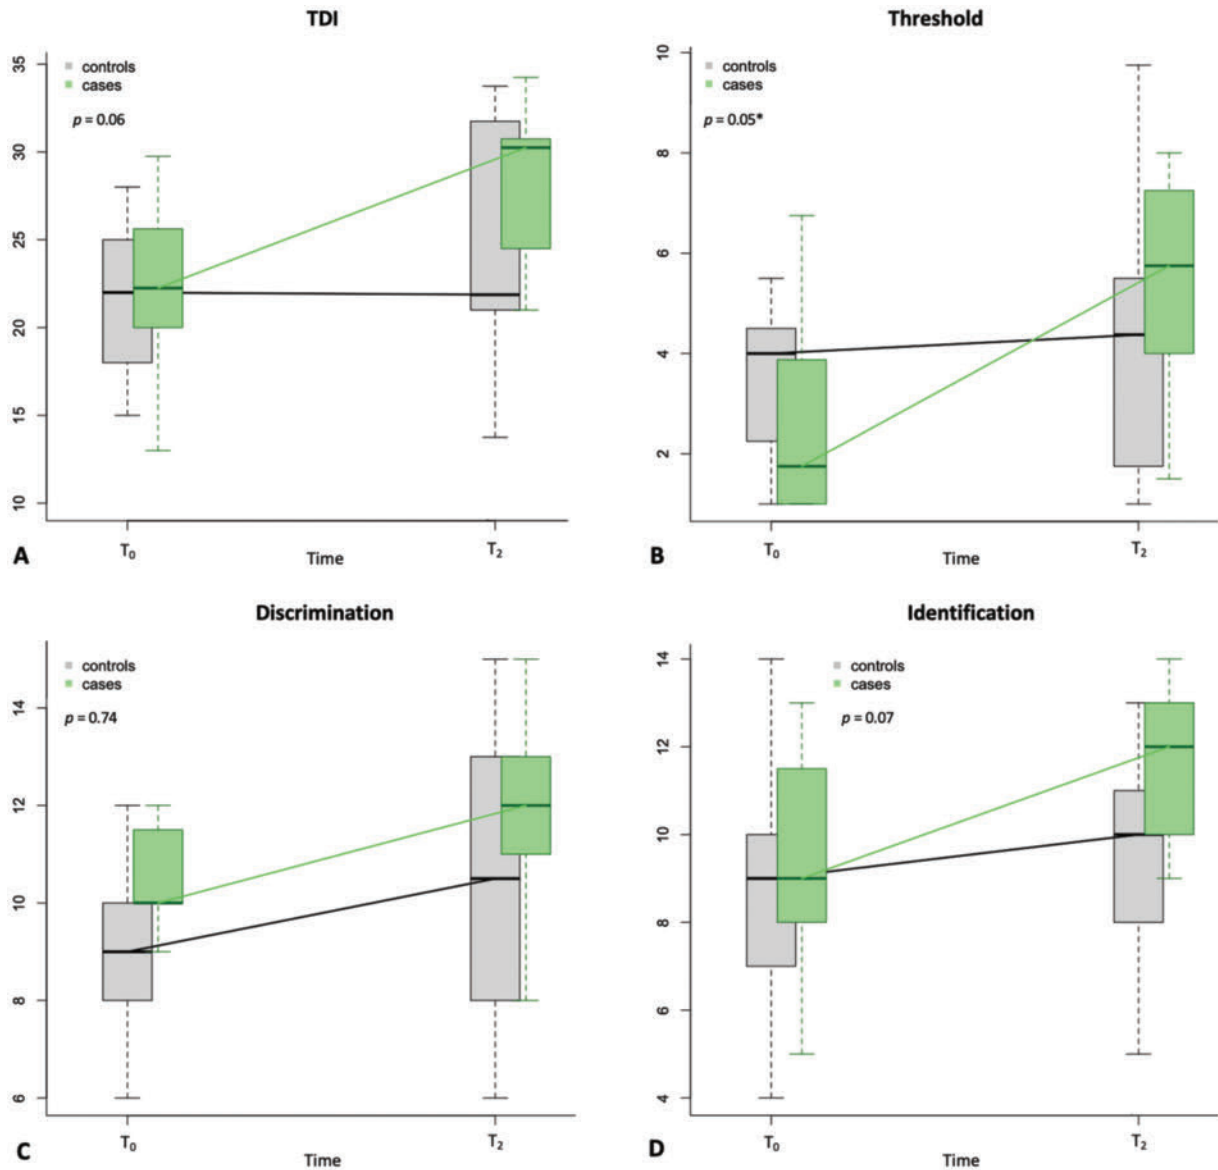 TDI
35
30
25
20
15
10
controls
cases
p = 0.06
T0
T2
Time
A
Threshold
10
8
6
4
2
controls
cases
p = 0.05*
T0
T2
Time
B
Discrimination
14
12
10
8
6
controls
cases
p = 0.74
T0
T2
Time
C
Identification
14
12
10
8
6
4
controls
cases
p = 0.07
T0
T2
Time
D